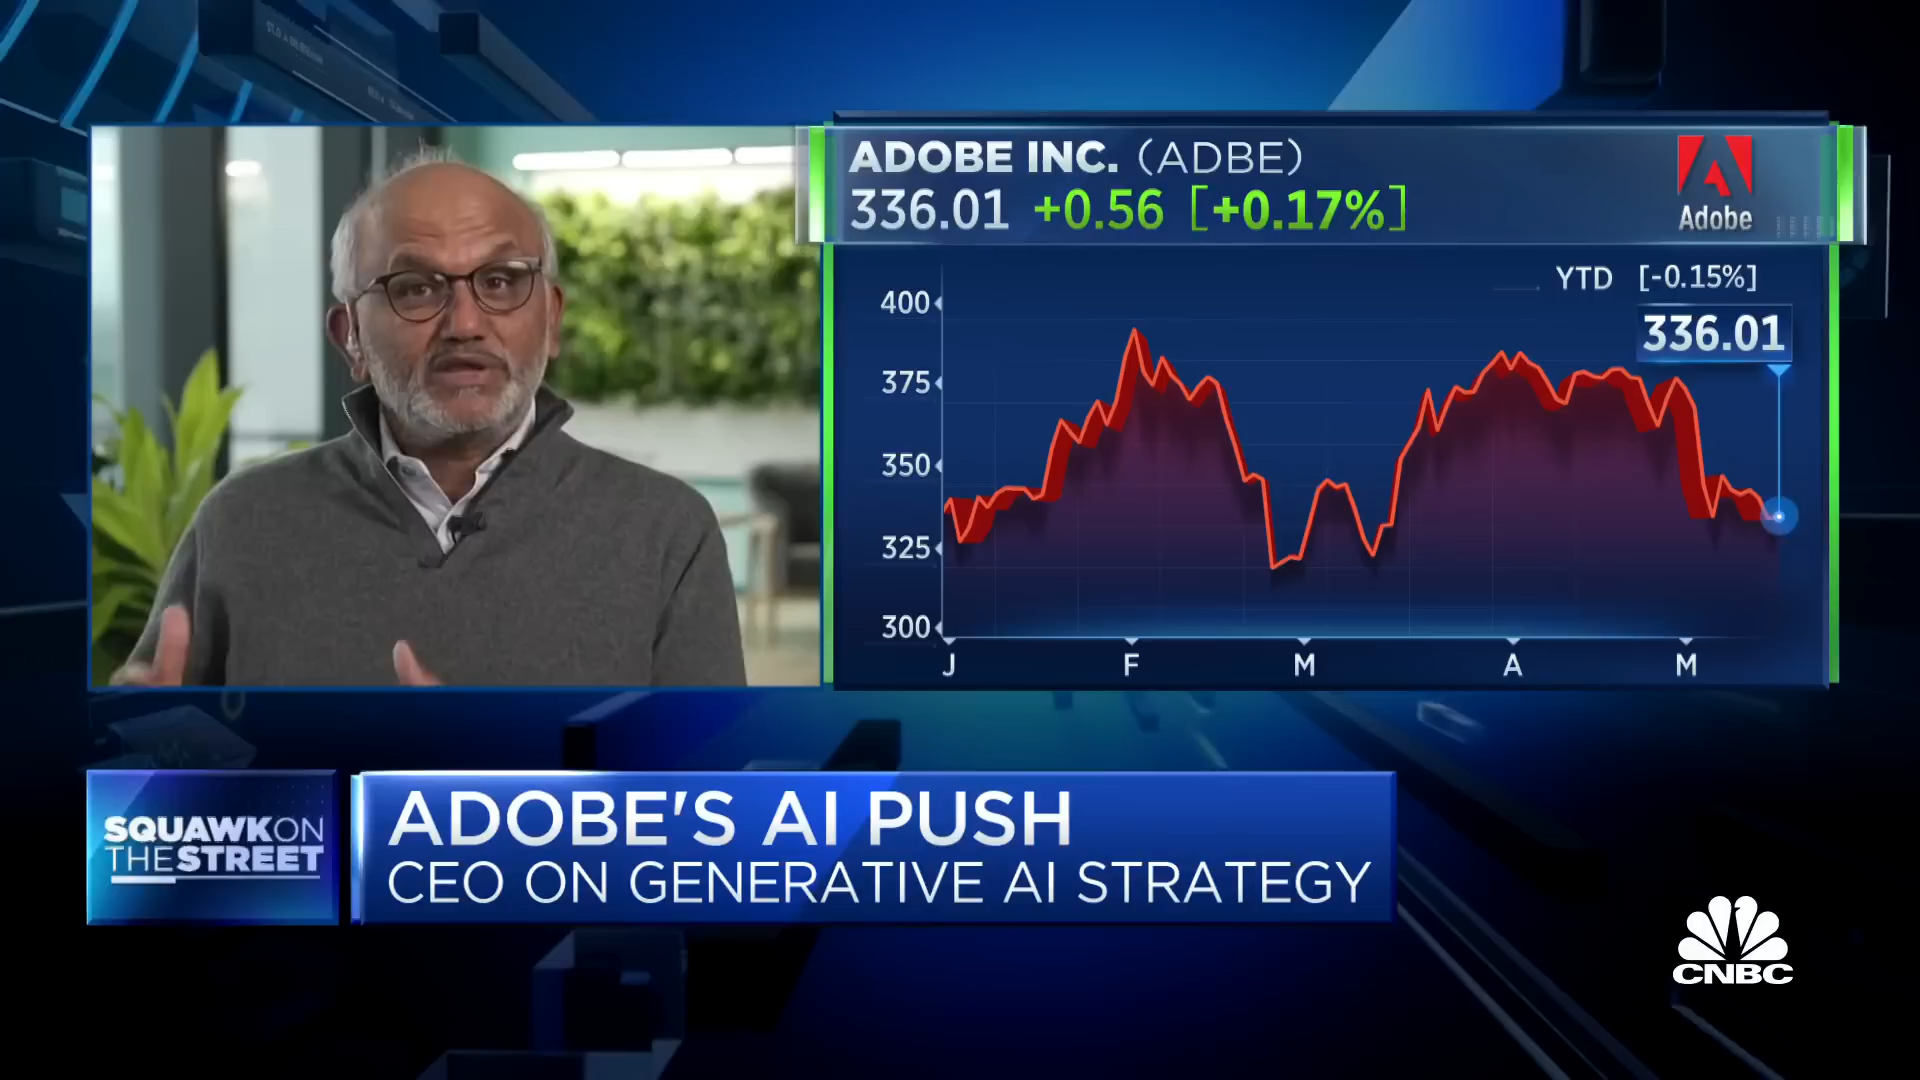 ADOBE INC. (ADBE)
336.01 +0.56 [+0.17%]
Adobe
YTD [-0.15%]
336.01
400
375
350
325
300
J F M A M
SQUAWK ON
THE STREET
ADOBE'S AI PUSH
CEO ON GENERATIVE AI STRATEGY
CNBC